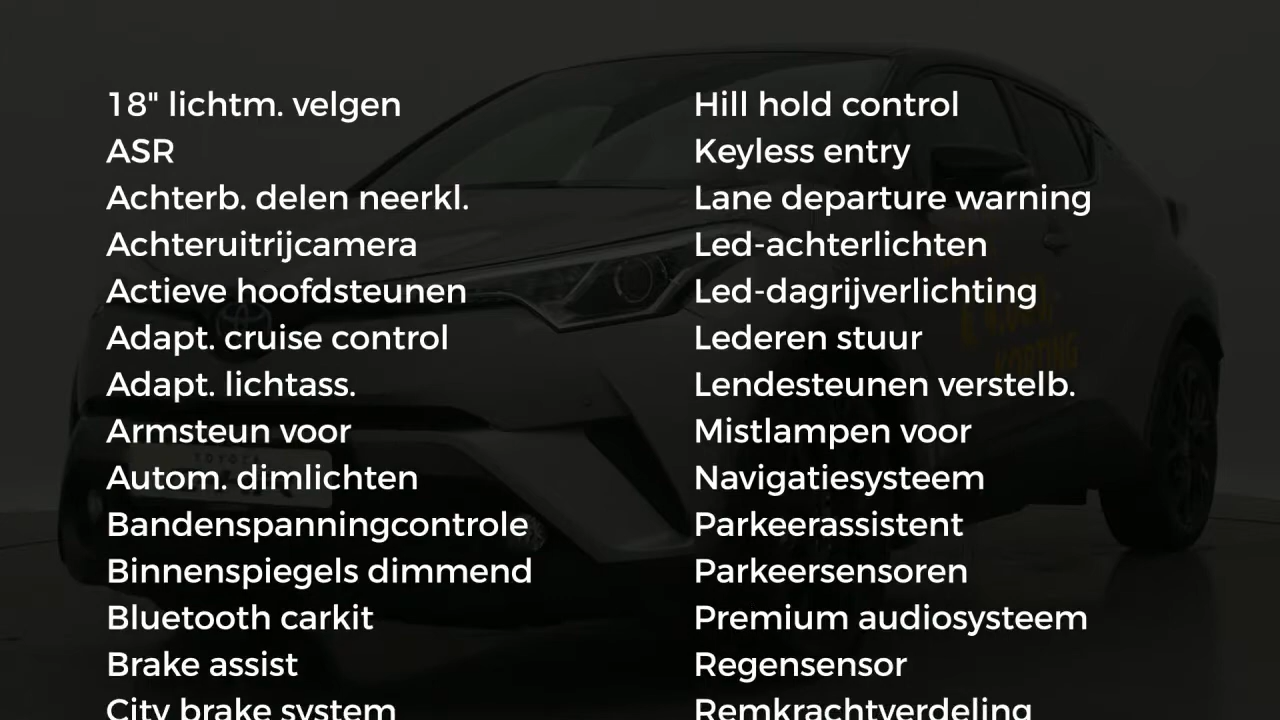 18" lichtm. velgen
ASR
Achterb. delen neerkl.
Achteruitrijcamera
Actieve hoofdsteunen
Adapt. cruise control
Adapt. lichtass.
Armsteun voor
Autom. dimlichten
Bandenspanningcontrole
Binnenspiegels dimmend
Bluetooth carkit
Brake assist
City brake system
Hill hold control
Keyless entry
Lane departure warning
Led-achterlichten
Led-dagrijverlichting
Lederen stuur
Lendesteunen verstelb.
Mistlampen voor
Navigatiesysteem
Parkeerassistent
Parkeersensoren
Premium audiosysteem
Regensensor
Remkrachtverdeling
KORTING